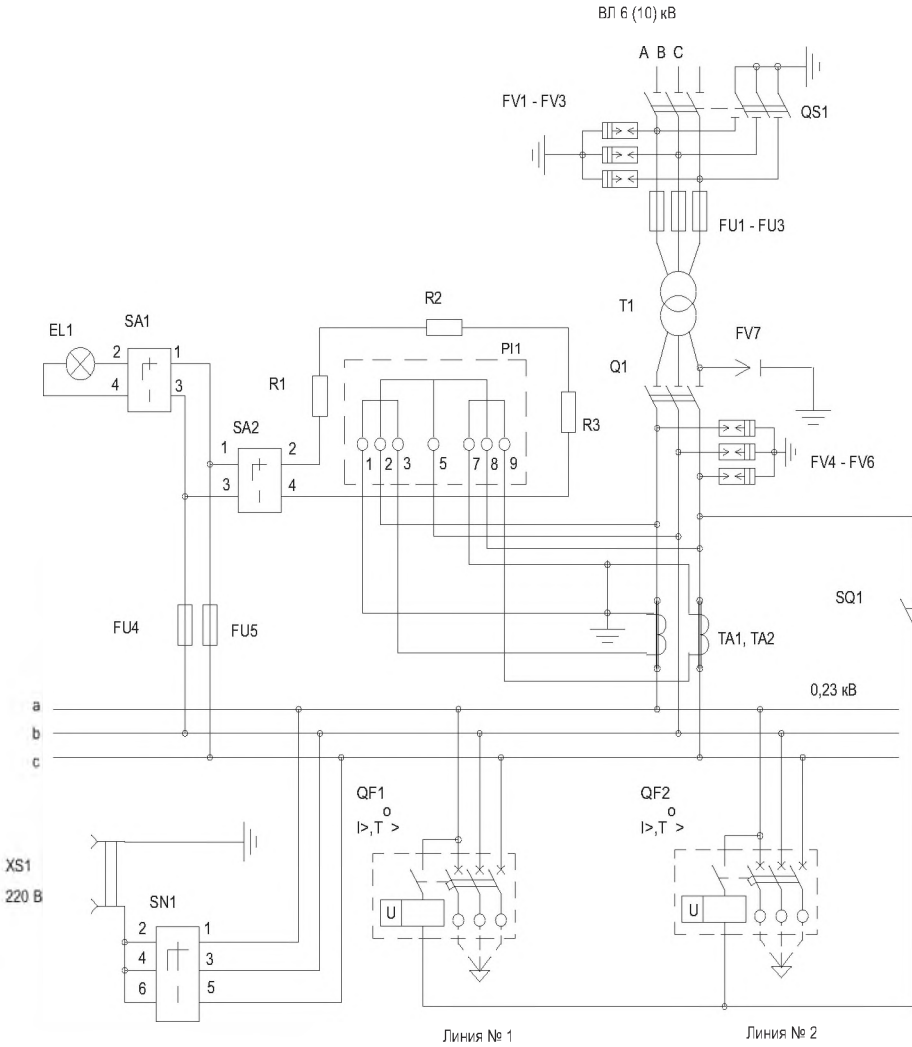 ВЛ 6 (10) кВ
A B C
FV1 - FV3
QS1
FU1 - FU3
R2
T1
EL1
SA1
FV7
PI1
Q1
2
1
4
3
R1
R3
SA2
1
2
3
4
1 2 3 5 7 8 9
FV4 - FV6
SQ1
FU4
FU5
TA1, TA2
0,23 кВ
a
b
c
QF1
o
I>,T >
QF2
o
I>,T >
XS1
220 В
SN1
U
U
2
1
4
3
6
5
Линия № 1
Линия № 2